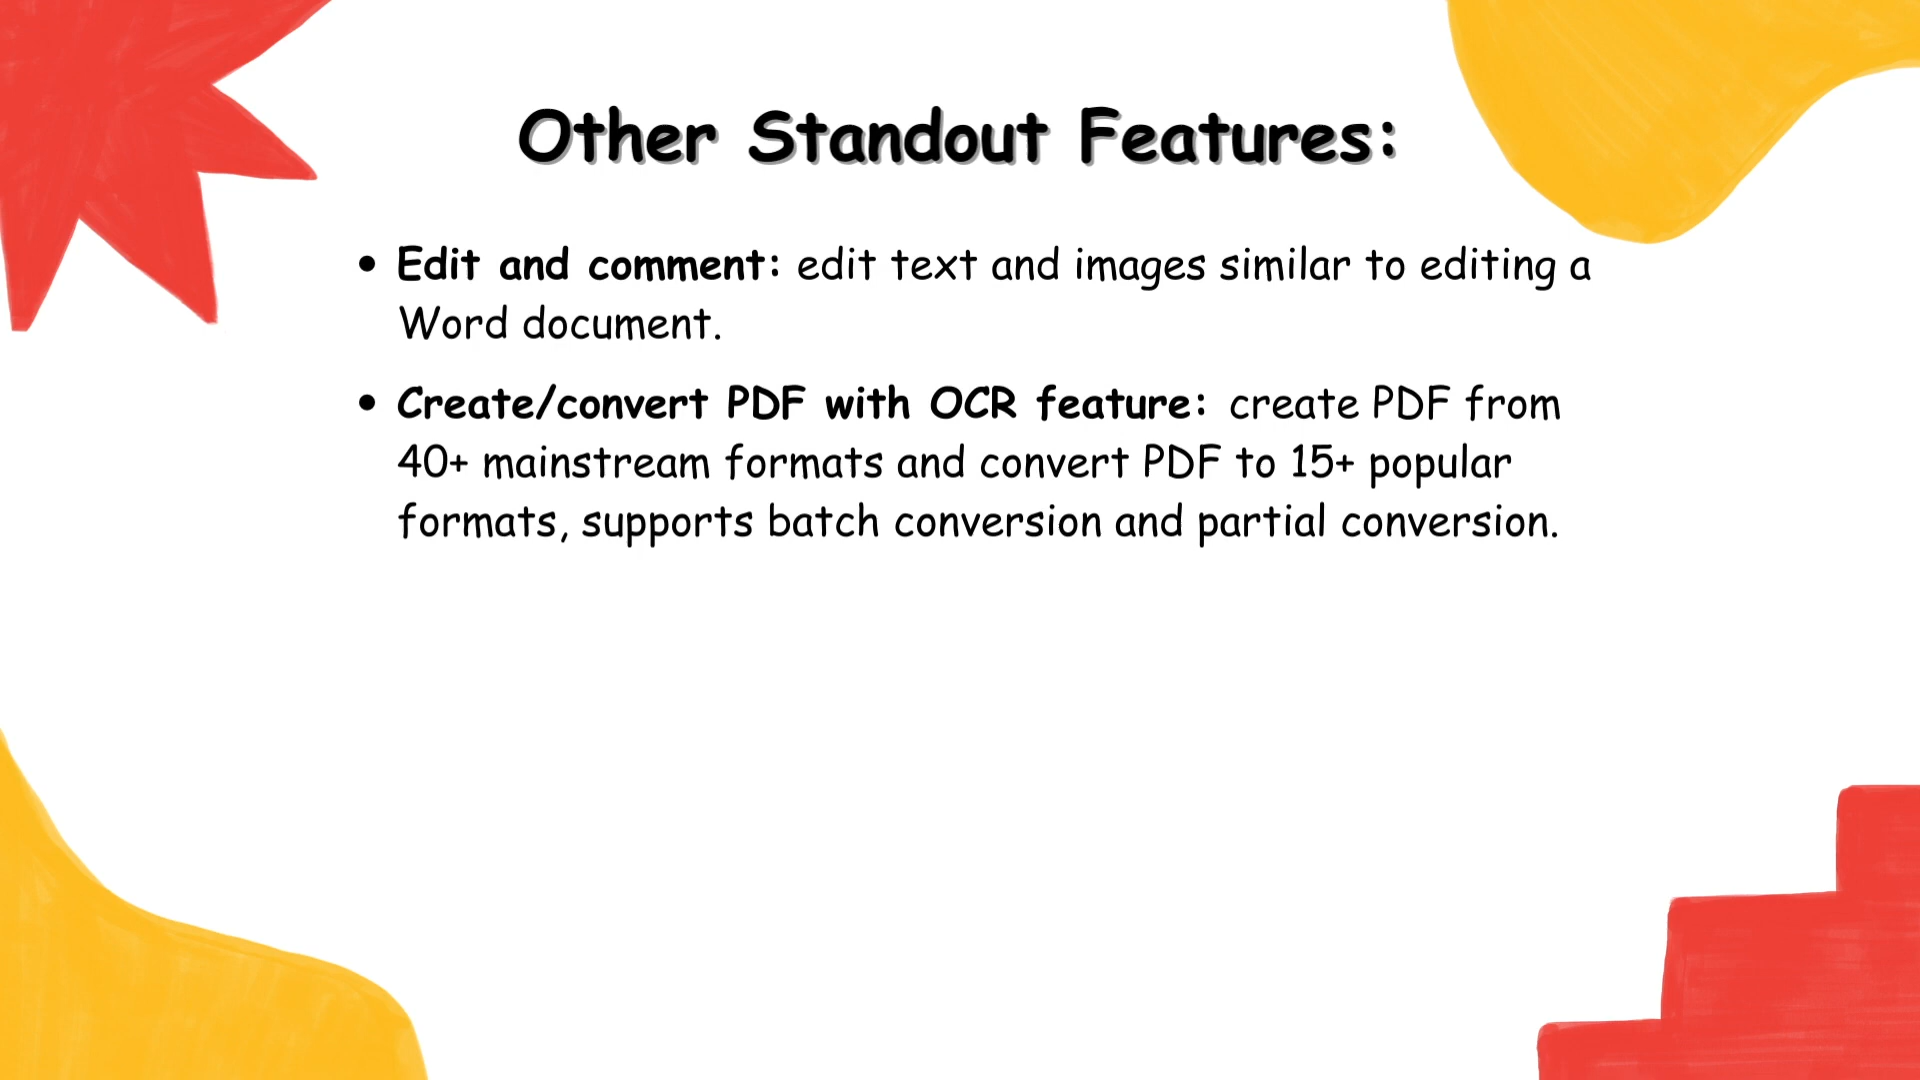 Other Standout Features:
• Edit and comment: edit text and images similar to editing a
Word document.
• Create/convert PDF with OCR feature: create PDF from
40+ mainstream formats and convert PDF to 15+ popular
formats, supports batch conversion and partial conversion.